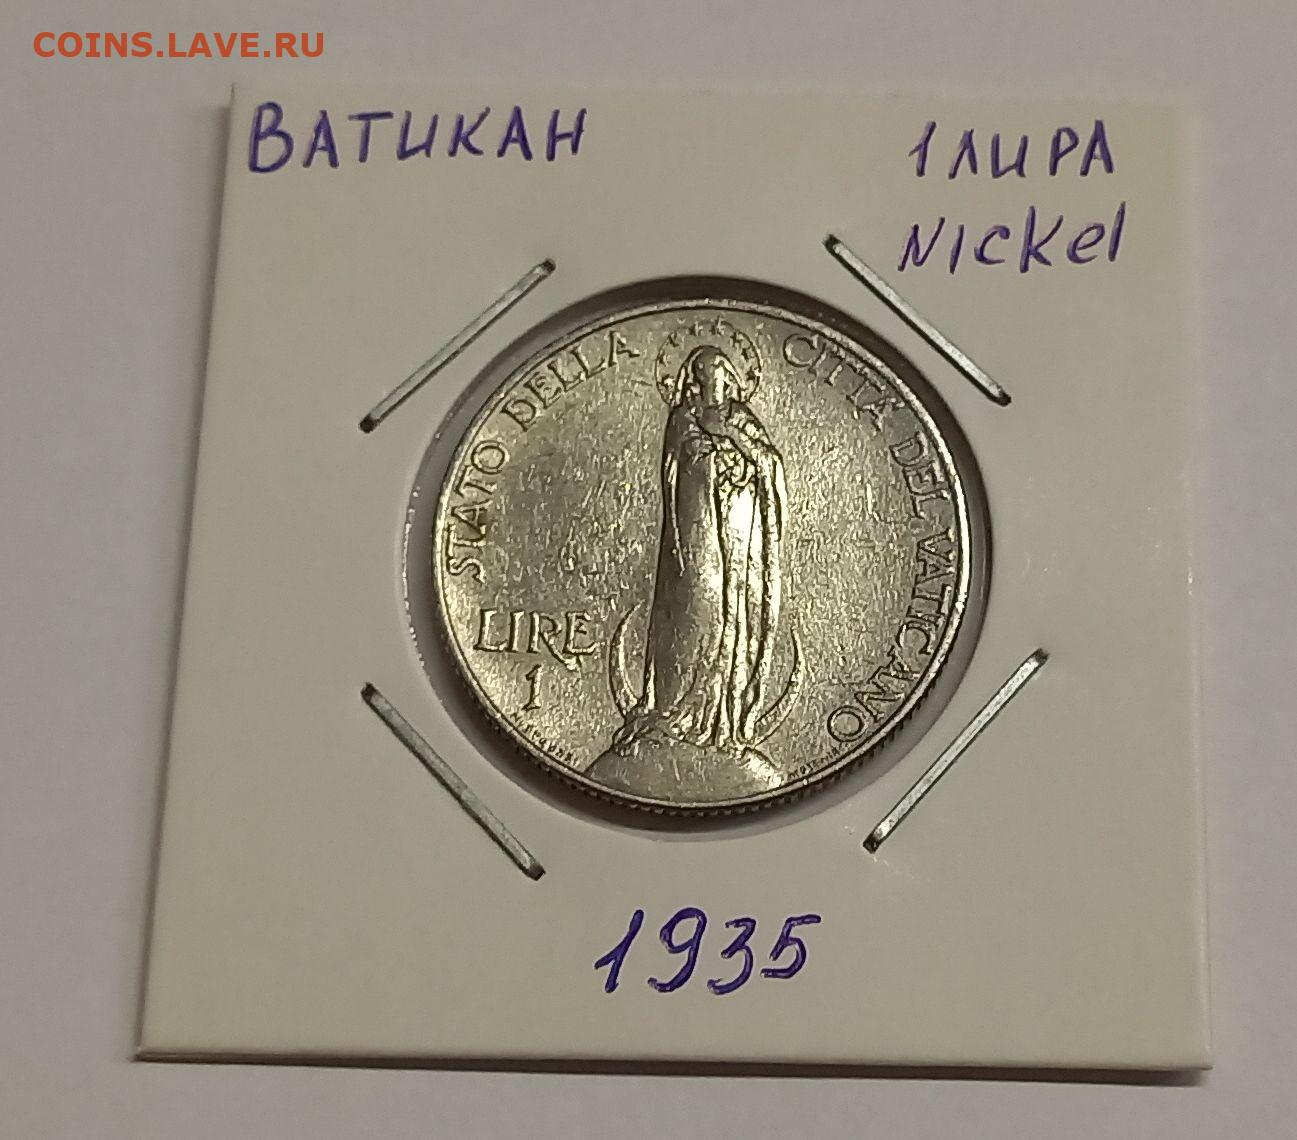 COINS.LAVE.RU
ВАТИКАН
1 ЛИРА
Nickel
STATO DELLA CITTA DEL VATICANO
LIRE
1
1935